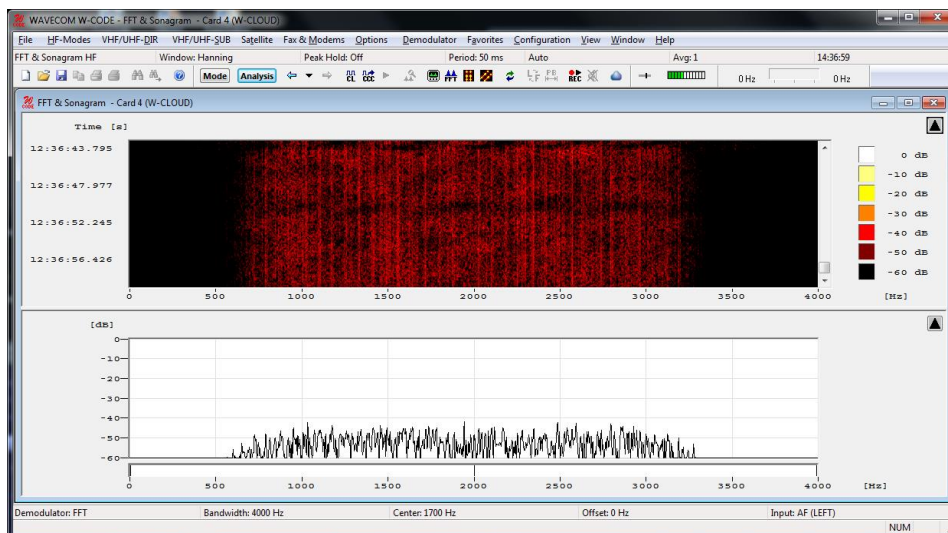 WAVECOM W-CODE - FFT & Sonagram - Card 4 (W-CLOUD)
File HF-Modes VHF/UHF-DIR VHF/UHF-SUB Satellite Fax & Modems Options Demodulator Favorites Configuration View Window Help
FFT & Sonagram HF Window: Hanning Peak Hold: Off Period: 50 ms Auto Avg: 1 14:36:59
Mode Analysis CL CCC REC 0 Hz 0 Hz
FFT & Sonagram - Card 4 (W-CLOUD)
Time [s]
12:36:43.795
12:36:47.977
12:36:52.245
12:36:56.426
0 dB
-10 dB
-20 dB
-30 dB
-40 dB
-50 dB
-60 dB
0 500 1000 1500 2000 2500 3000 3500 4000 [Hz]
[dB]
0
-10
-20
-30
-40
-50
-60
0 500 1000 1500 2000 2500 3000 3500 4000 [Hz]
Demodulator: FFT Bandwidth: 4000 Hz Center: 1700 Hz Offset: 0 Hz Input: AF (LEFT)
NUM